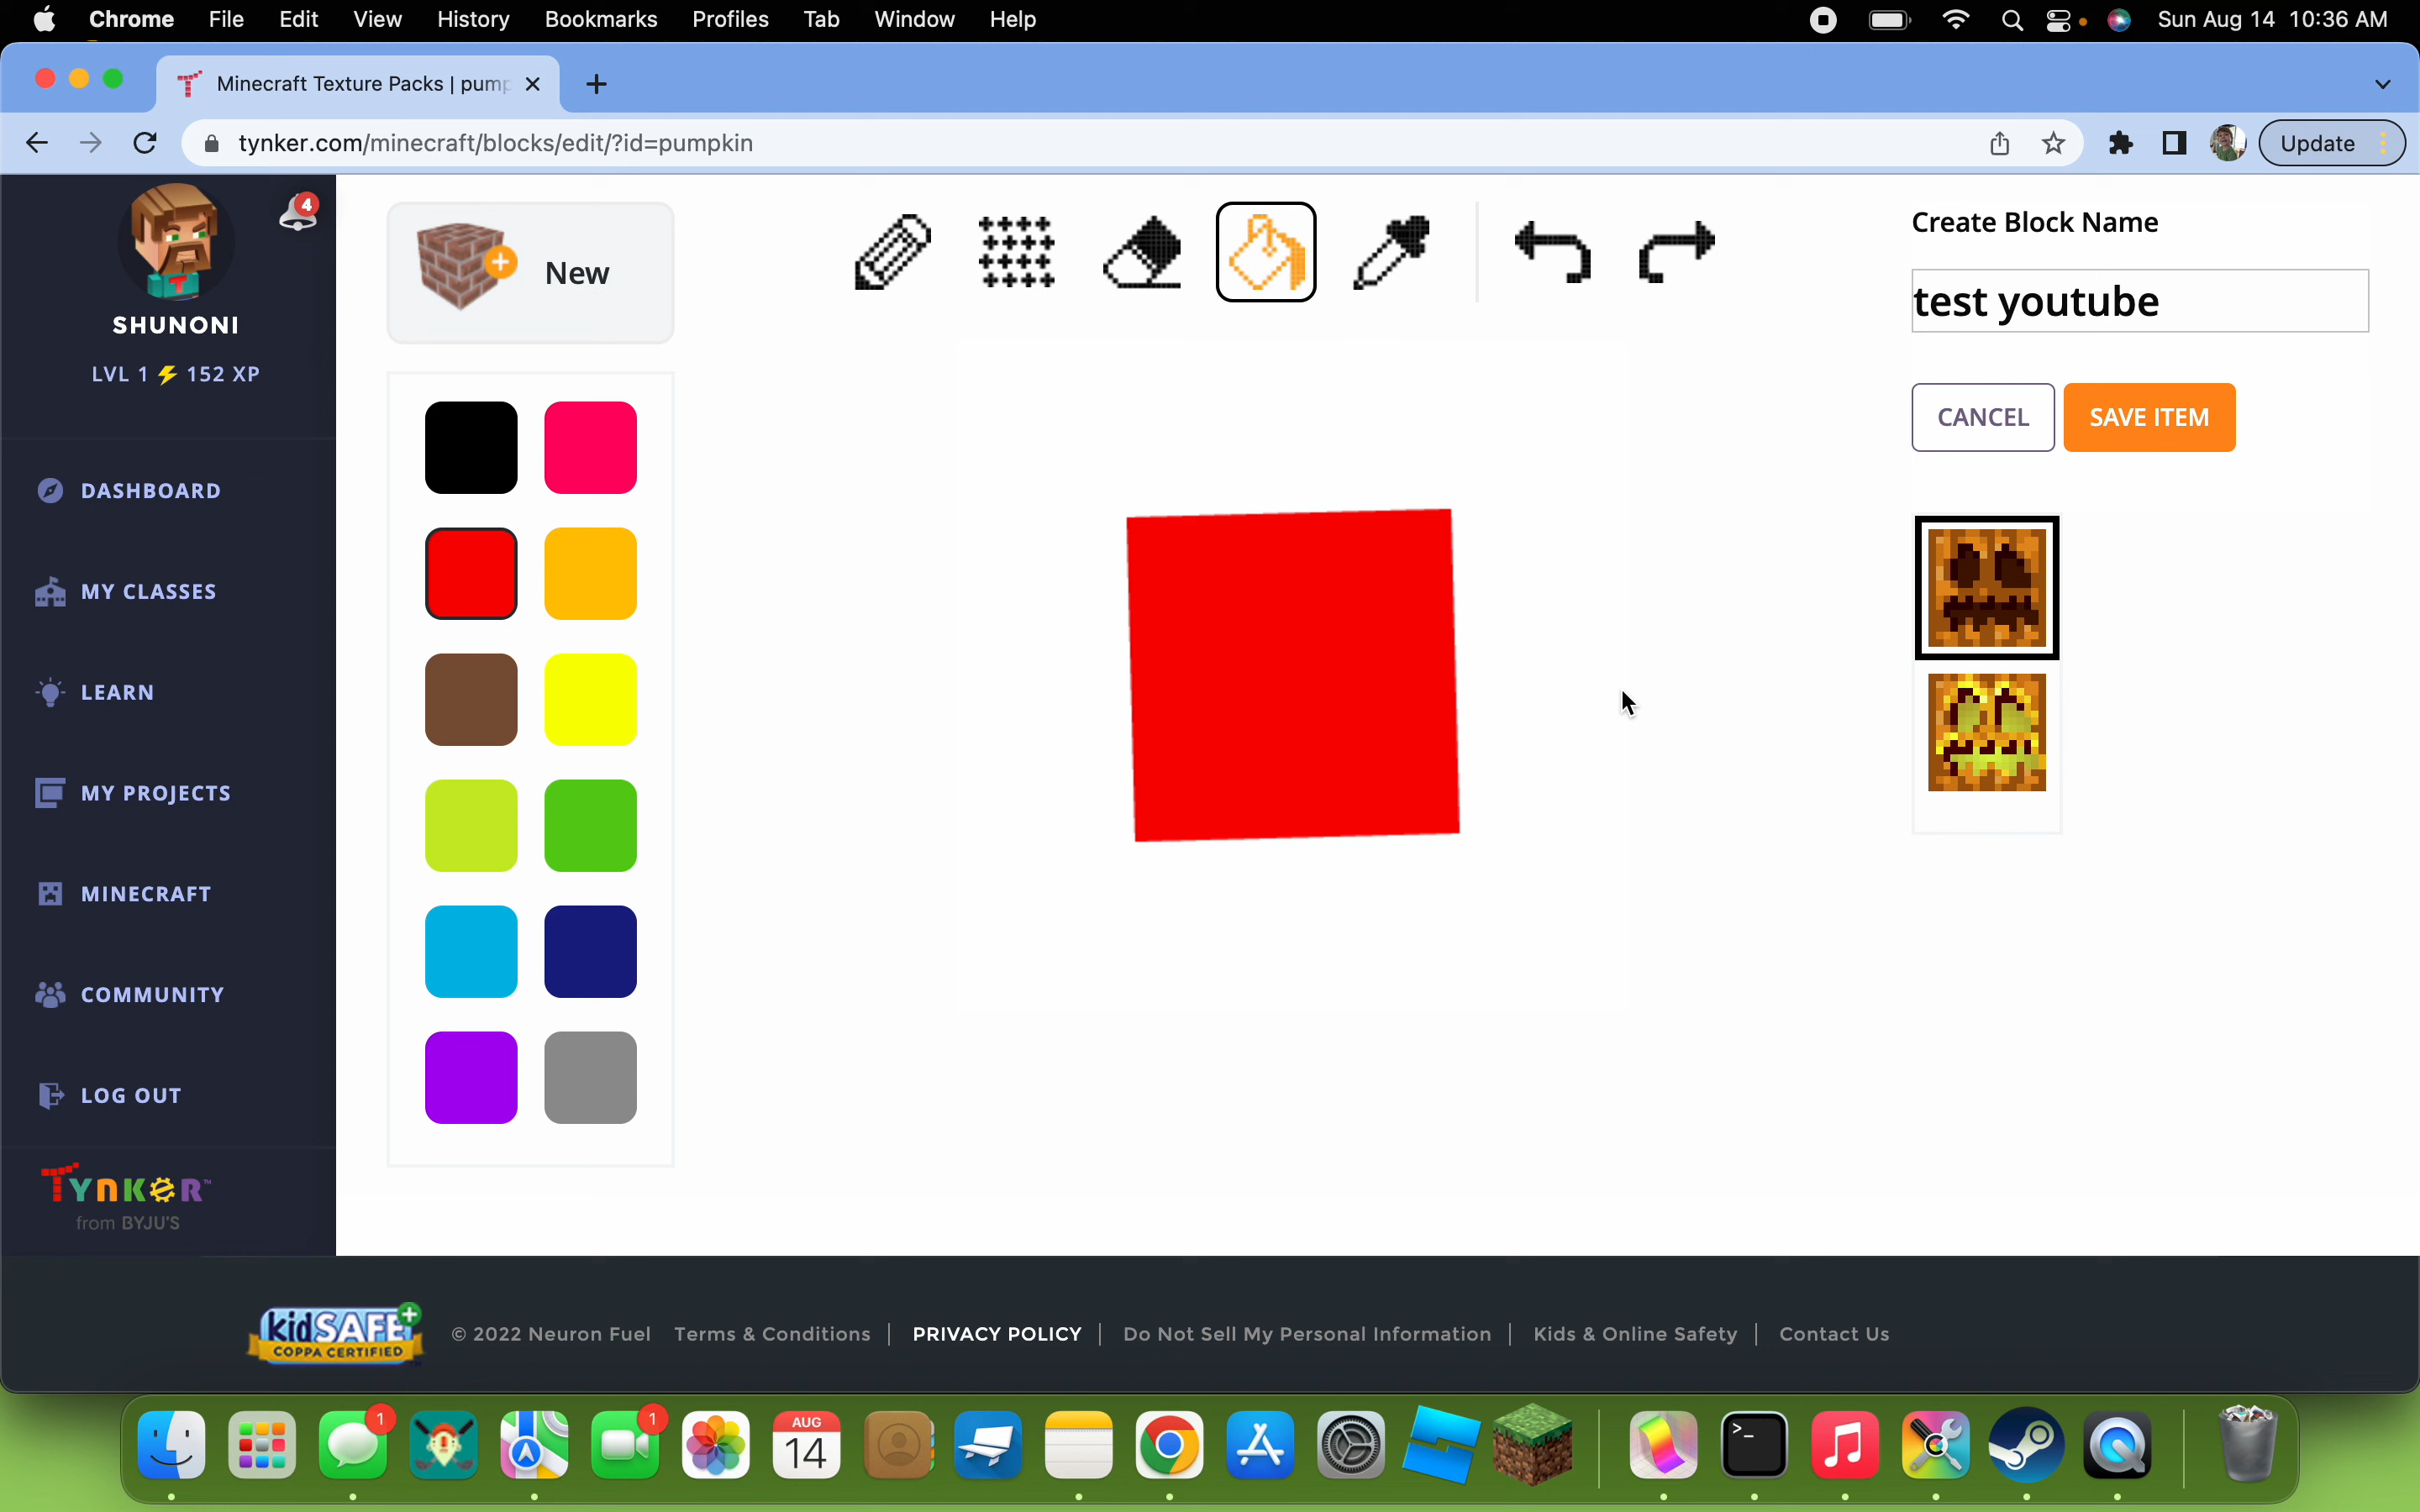 Chrome File Edit View History Bookmarks Profiles Tab Window Help Sun Aug 14 10:36 AM
Minecraft Texture Packs | pump
tynker.com/minecraft/blocks/edit/?id=pumpkin Update
4
SHUNONI
LVL 1 152 XP
DASHBOARD
MY CLASSES
LEARN
MY PROJECTS
MINECRAFT
COMMUNITY
LOG OUT
TYNKER™
from BYJU'S
New
Create Block Name
test youtube
CANCEL SAVE ITEM
kidSAFE+
COPPA CERTIFIED
© 2022 Neuron Fuel Terms & Conditions | PRIVACY POLICY | Do Not Sell My Personal Information | Kids & Online Safety | Contact Us
1 1
AUG
14
>_